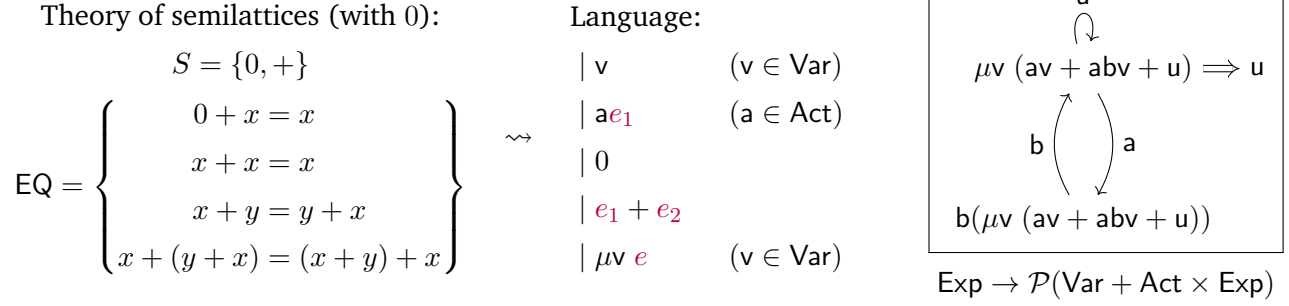 Theory of semilattices (with 0):
S = {0, +}
EQ = { 0 + x = x
x + x = x
x + y = y + x
x + (y + x) = (x + y) + x }
⇝
Language:
| v (v ∈ Var)
| ae₁ (a ∈ Act)
| 0
| e₁ + e₂
| μv e (v ∈ Var)
μv (av + abv + u) ⟹ u
b a
b(μv (av + abv + u))
Exp → 𝒫(Var + Act × Exp)